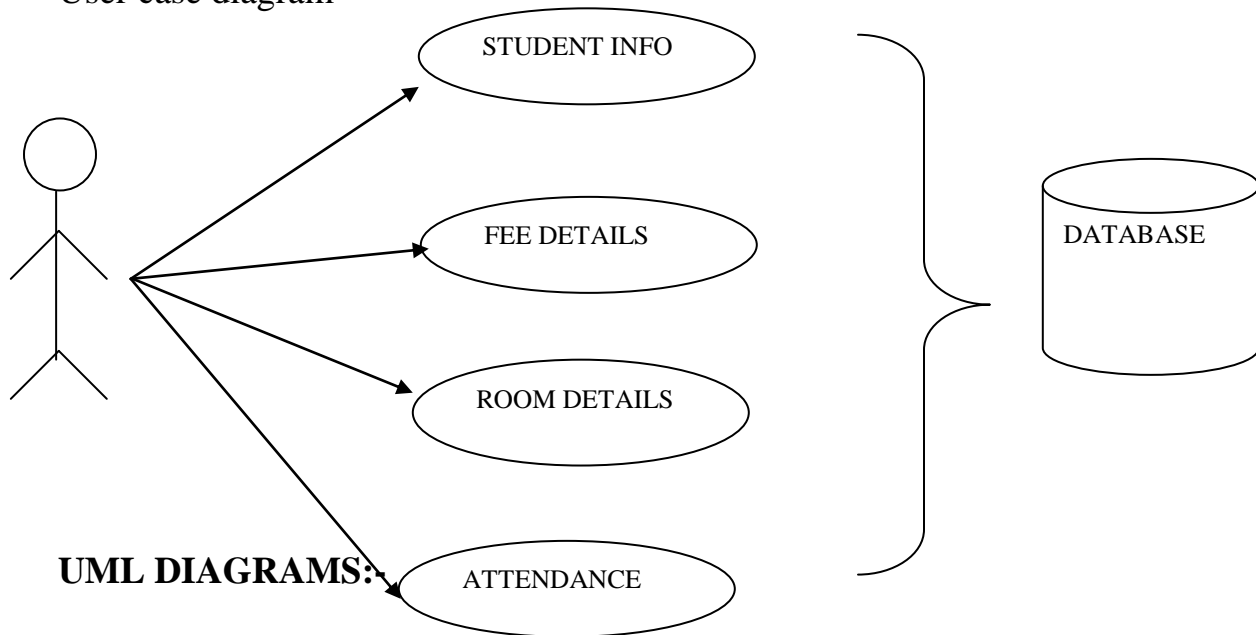 User case diagram
STUDENT INFO
FEE DETAILS
DATABASE
ROOM DETAILS
UML DIAGRAMS:-
ATTENDANCE